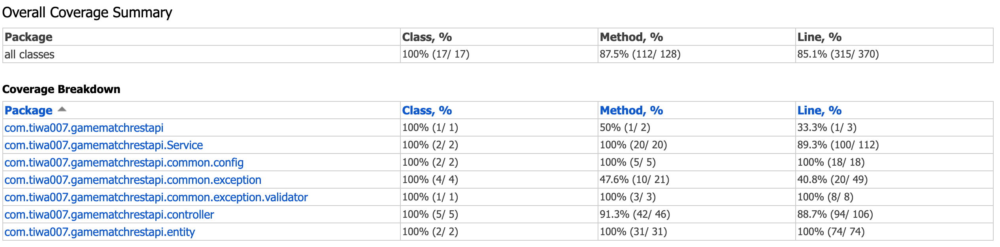 Overall Coverage Summary
Package Class, % Method, % Line, %
all classes 100% (17/ 17) 87.5% (112/ 128) 85.1% (315/ 370)
Coverage Breakdown
Package Class, % Method, % Line, %
com.tiwa007.gamematchrestapi 100% (1/ 1) 50% (1/ 2) 33.3% (1/ 3)
com.tiwa007.gamematchrestapi.Service 100% (2/ 2) 100% (20/ 20) 89.3% (100/ 112)
com.tiwa007.gamematchrestapi.common.config 100% (2/ 2) 100% (5/ 5) 100% (18/ 18)
com.tiwa007.gamematchrestapi.common.exception 100% (4/ 4) 47.6% (10/ 21) 40.8% (20/ 49)
com.tiwa007.gamematchrestapi.common.exception.validator 100% (1/ 1) 100% (3/ 3) 100% (8/ 8)
com.tiwa007.gamematchrestapi.controller 100% (5/ 5) 91.3% (42/ 46) 88.7% (94/ 106)
com.tiwa007.gamematchrestapi.entity 100% (2/ 2) 100% (31/ 31) 100% (74/ 74)